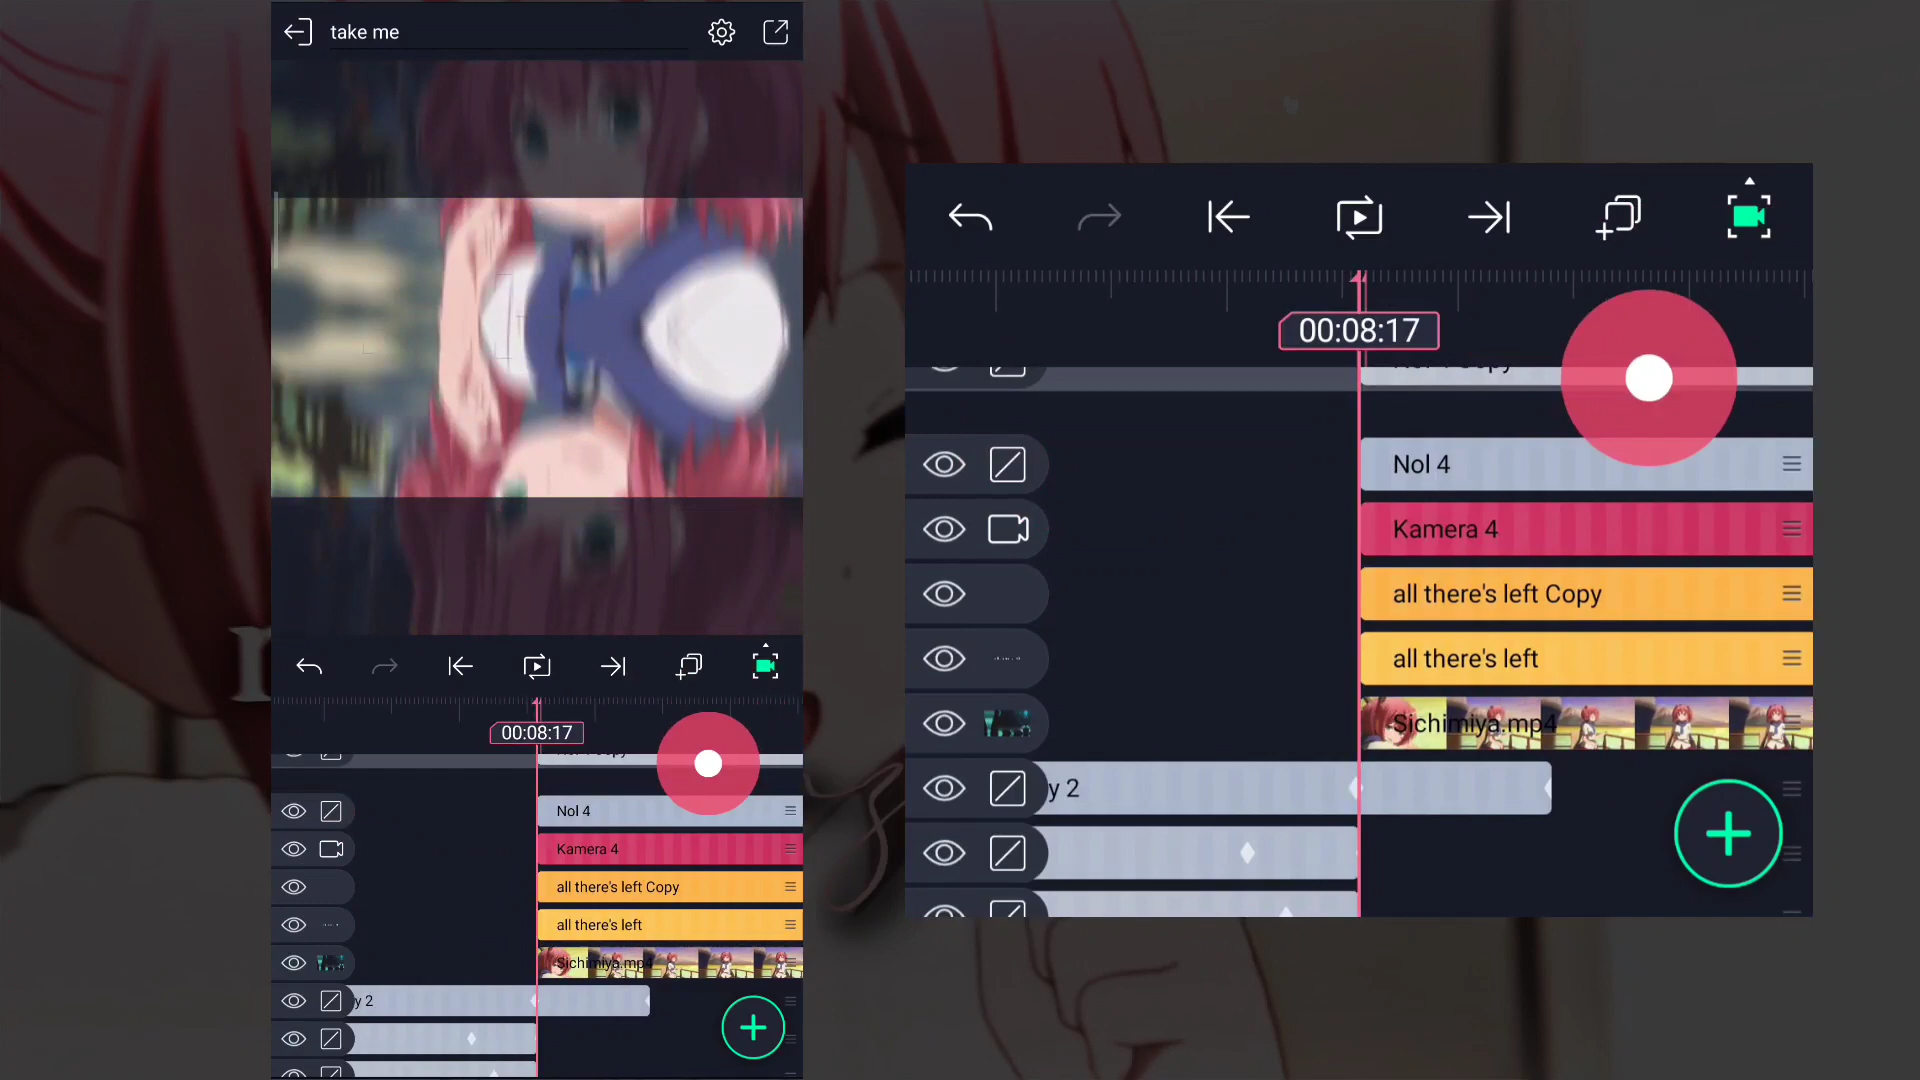 take me
00:08:17
Nol 4
Kamera 4
all there's left Copy
all there's left
Sichimiya.mp4
y 2
00:08:17
Nol 4
Kamera 4
all there's left Copy
all there's left
Sichimiya.mp4
y 2